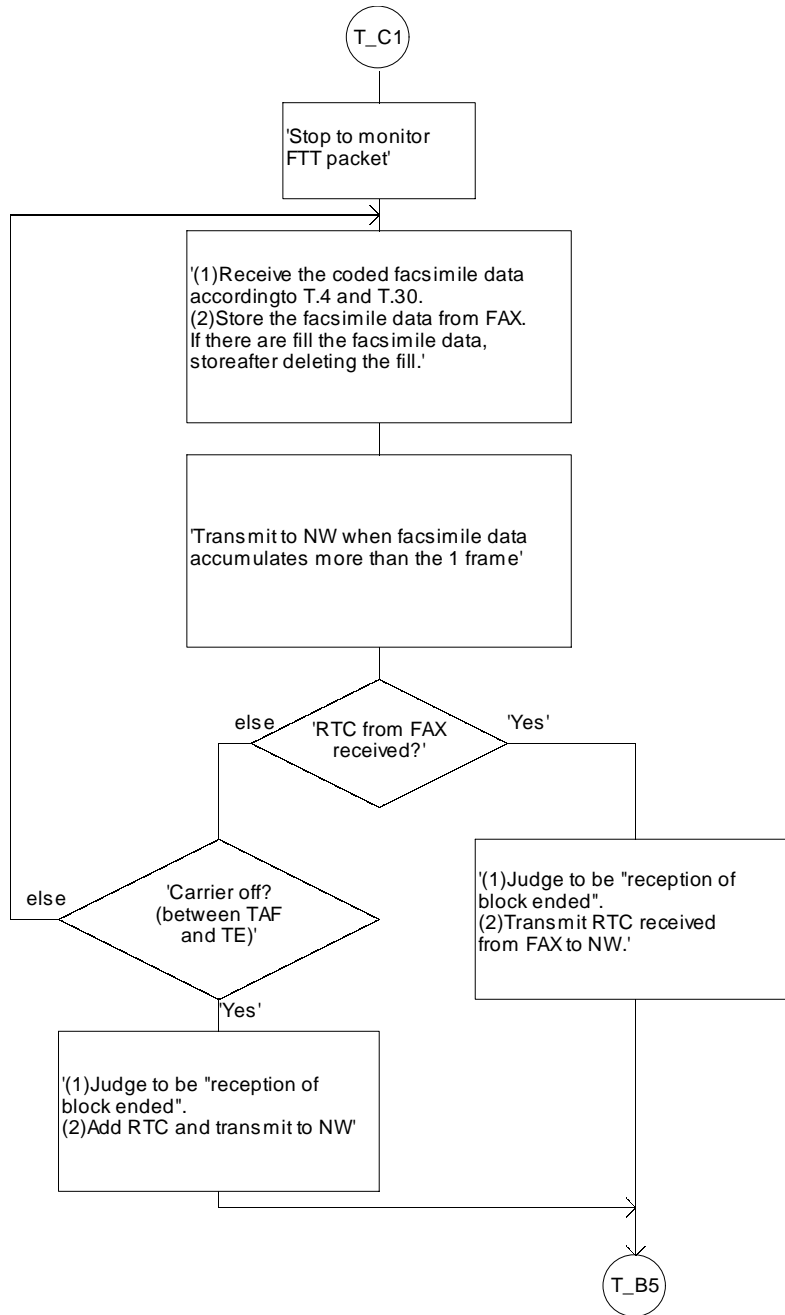 T_C1
'Stop to monitor
FTT packet'
'(1)Receive the coded facsimile data
accordingto T.4 and T.30.
(2)Store the facsimile data from FAX.
If there are fill the facsimile data,
storeafter deleting the fill.'
'Transmit to NW when facsimile data
accumulates more than the 1 frame'
else
'RTC from FAX
received?'
'Yes'
else
'Carrier off?
(between TAF
and TE)'
'(1)Judge to be "reception of
block ended".
(2)Transmit RTC received
from FAX to NW.'
'Yes'
'(1)Judge to be "reception of
block ended".
(2)Add RTC and transmit to NW'
T_B5